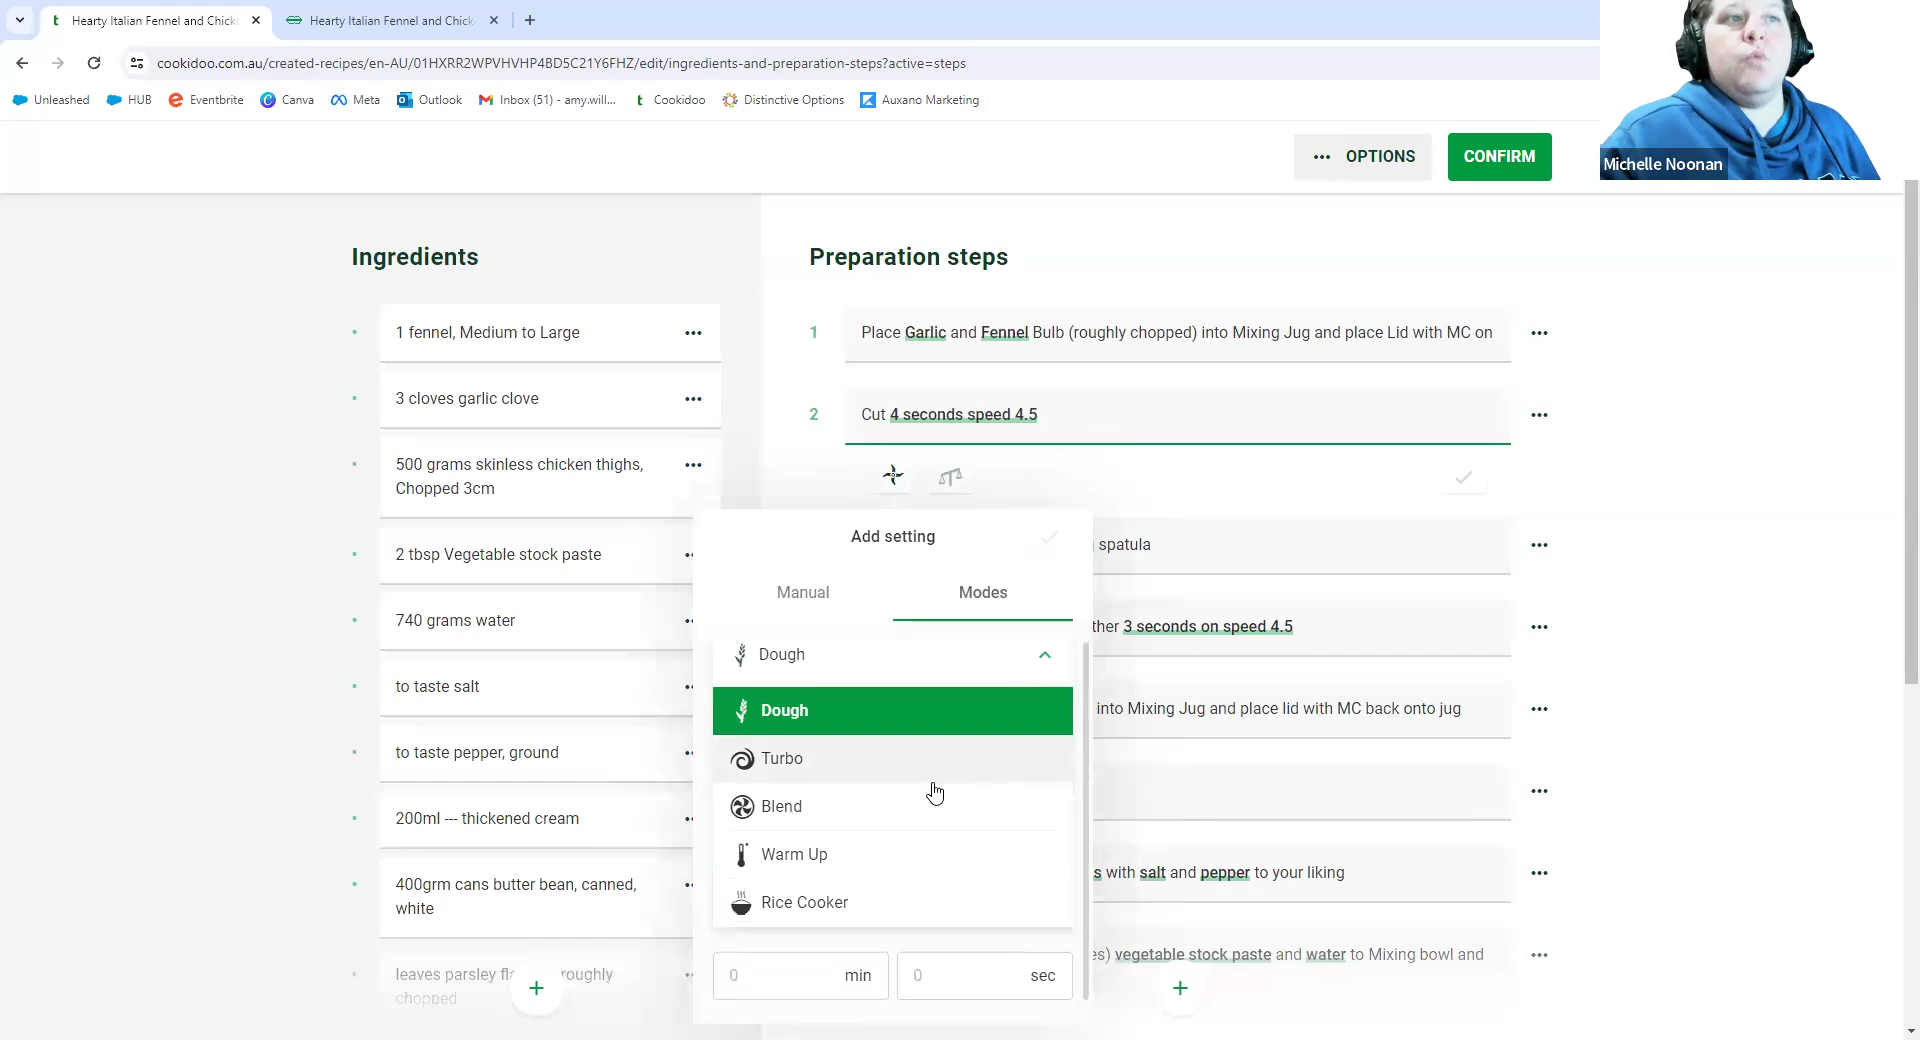 Hearty Italian Fennel and Chick
Hearty Italian Fennel and Chick
cookidoo.com.au/created-recipes/en-AU/01HXRR2WPVHVHP4BD5C21Y6FHZ/edit/ingredients-and-preparation-steps?active=steps
Unleashed
HUB
Eventbrite
Canva
Meta
Outlook
Inbox (51) - amy.will...
Cookidoo
Distinctive Options
Auxano Marketing
OPTIONS
CONFIRM
Michelle Noonan
Ingredients
1 fennel, Medium to Large
3 cloves garlic clove
500 grams skinless chicken thighs,
Chopped 3cm
2 tbsp Vegetable stock paste
740 grams water
to taste salt
to taste pepper, ground
200ml --- thickened cream
400grm cans butter bean, canned,
white
leaves parsley fla roughly
chopped
Preparation steps
1 Place Garlic and Fennel Bulb (roughly chopped) into Mixing Jug and place Lid with MC on
2 Cut 4 seconds speed 4.5
spatula
ther 3 seconds on speed 4.5
into Mixing Jug and place lid with MC back onto jug
s with salt and pepper to your liking
es) vegetable stock paste and water to Mixing bowl and
Add setting
Manual
Modes
Dough
Dough
Turbo
Blend
Warm Up
Rice Cooker
0 min
0 sec